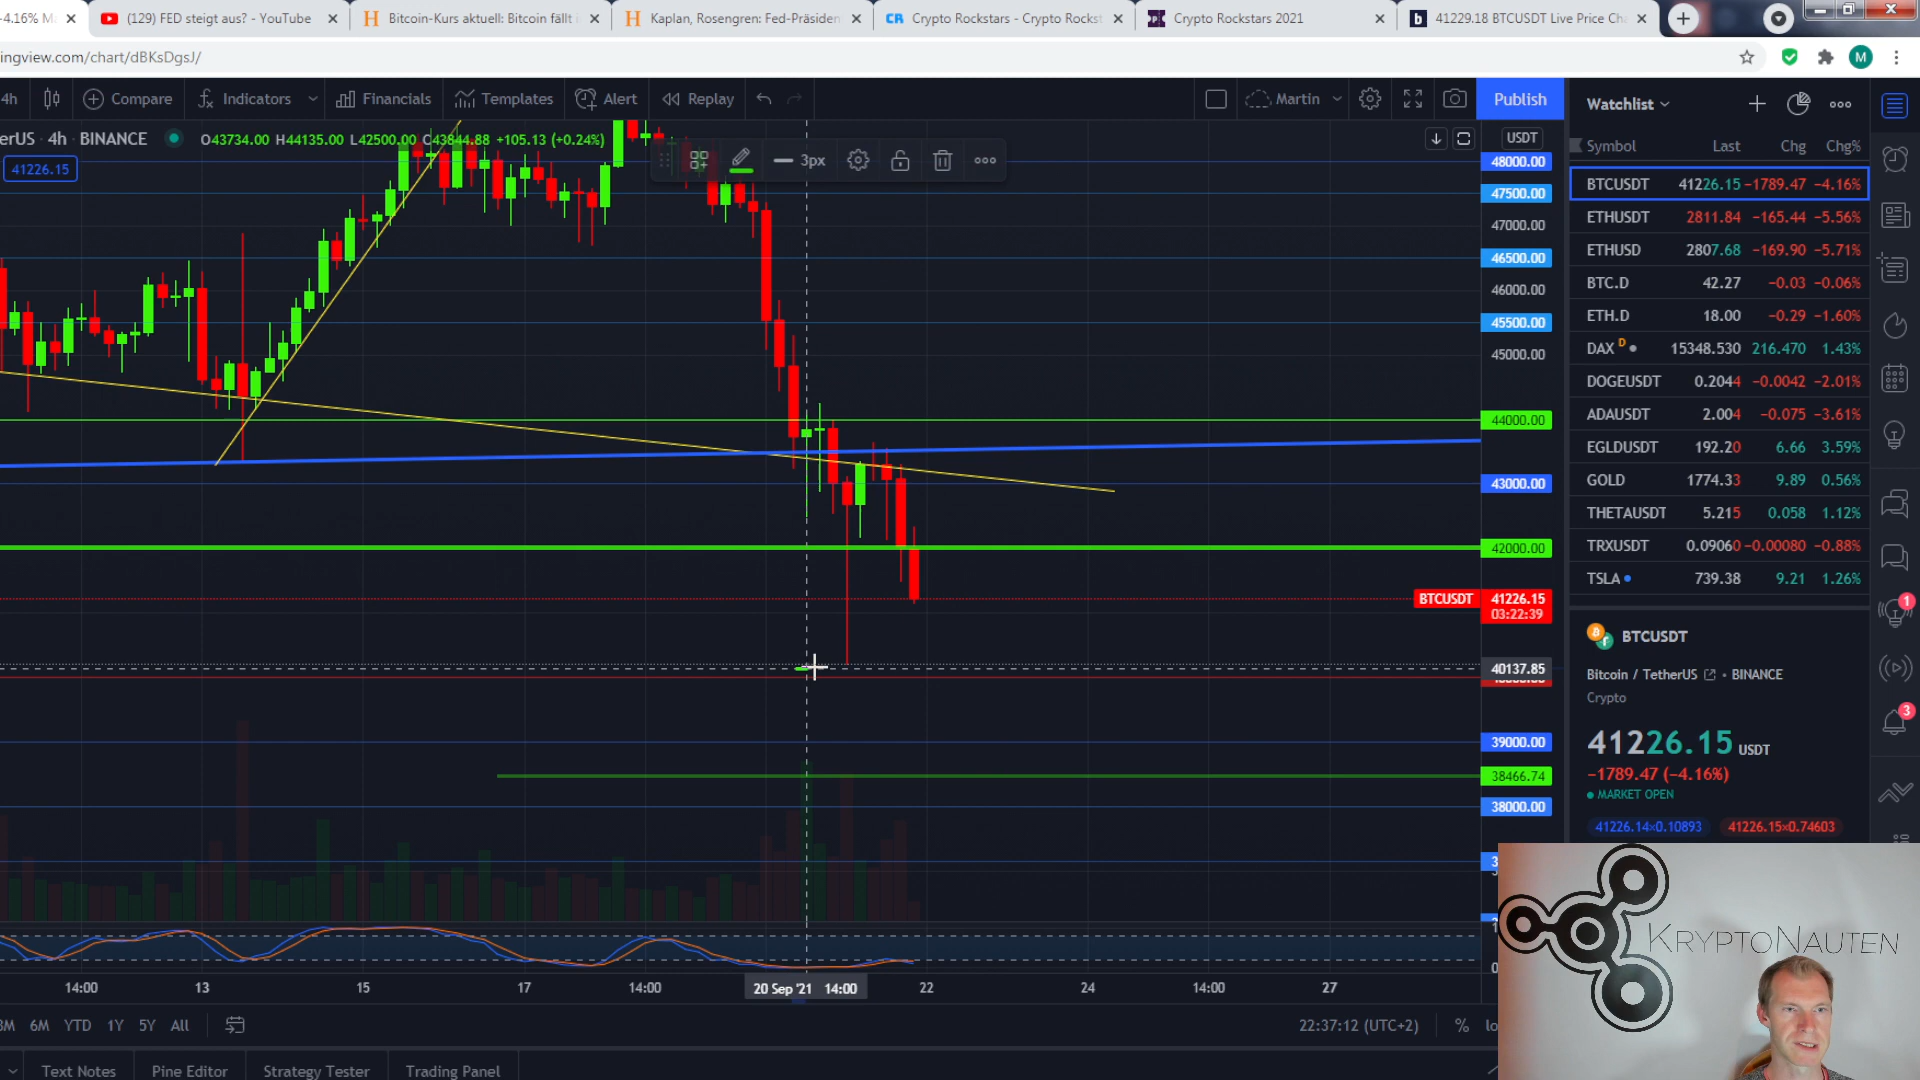 -4.16% M
(129) FED steigt aus? - YouTube
Bitcoin-Kurs aktuell: Bitcoin fällt
Kaplan, Rosengren: Fed-Präsiden
Crypto Rockstars - Crypto Rockst
Crypto Rockstars 2021
41229.18 BTCUSDT Live Price Cha
ingview.com/chart/dBKsDgsJ/
M
4h
Compare
Indicators
Financials
Templates
Alert
Replay
Martin
Publish
Watchlist
erUS · 4h · BINANCE
O43734.00 H44135.00 L42500.00 C43844.88 +105.13 (+0.24%)
41226.15
3px
USDT
48000.00
47500.00
47000.00
46500.00
46000.00
45500.00
45000.00
44000.00
43000.00
42000.00
BTCUSDT 41226.15
03:22:39
40137.85
39000.00
38466.74
38000.00
Symbol Last Chg Chg%
BTCUSDT 41226.15 −1789.47 −4.16%
ETHUSDT 2811.84 −165.44 −5.56%
ETHUSD 2807.68 −169.90 −5.71%
BTC.D 42.27 −0.03 −0.06%
ETH.D 18.00 −0.29 −1.60%
DAX D 15348.530 216.470 1.43%
DOGEUSDT 0.2044 −0.0042 −2.01%
ADAUSDT 2.004 −0.075 −3.61%
EGLDUSDT 192.20 6.66 3.59%
GOLD 1774.33 9.89 0.56%
THETAUSDT 5.215 0.058 1.12%
TRXUSDT 0.09060 −0.00080 −0.88%
TSLA 739.38 9.21 1.26%
1
3
BTCUSDT
Bitcoin / TetherUS • BINANCE
Crypto
41226.15 USDT
−1789.47 (−4.16%)
MARKET OPEN
41226.14×0.10893 41226.15×0.74603
KRYPTONAUTEN
14:00 13 15 17 14:00 20 Sep '21 14:00 22 24 14:00 27
3M 6M YTD 1Y 5Y All
22:37:12 (UTC+2) % lo
Text Notes Pine Editor Strategy Tester Trading Panel